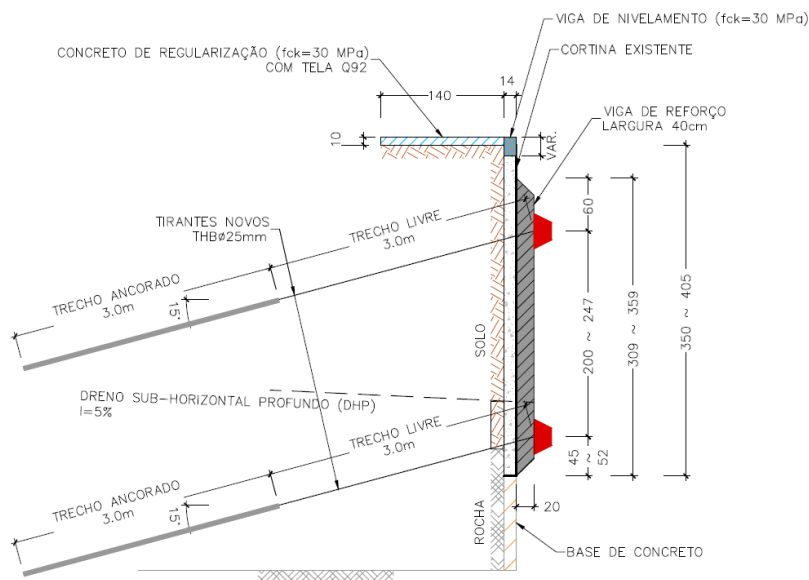 VIGA DE NIVELAMENTO (fck=30 MPa)
CONCRETO DE REGULARIZAÇÃO (fck=30 MPa)
COM TELA Q92
CORTINA EXISTENTE
14
140
VIGA DE REFORÇO
LARGURA 40cm
10
VAR.
60
TIRANTES NOVOS
THBø25mm
TRECHO LIVRE
3.0m
TRECHO ANCORADO
3.0m
15°
200 ~ 247
309 ~ 359
350 ~ 405
SOLO
DRENO SUB-HORIZONTAL PROFUNDO (DHP)
I=5%
TRECHO LIVRE
3.0m
45 ~ 52
TRECHO ANCORADO
3.0m
15°
20
ROCHA
BASE DE CONCRETO